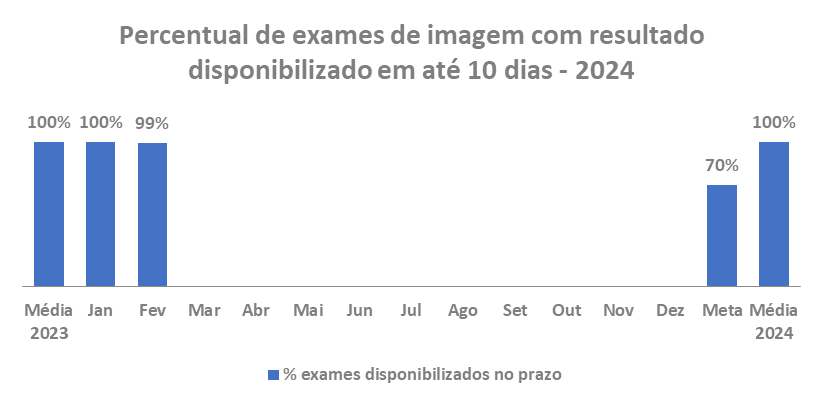 Percentual de exames de imagem com resultado
disponibilizado em até 10 dias - 2024
100% 100% 99% 70% 100%
Média 2023 Jan Fev Mar Abr Mai Jun Jul Ago Set Out Nov Dez Meta Média 2024
% exames disponibilizados no prazo